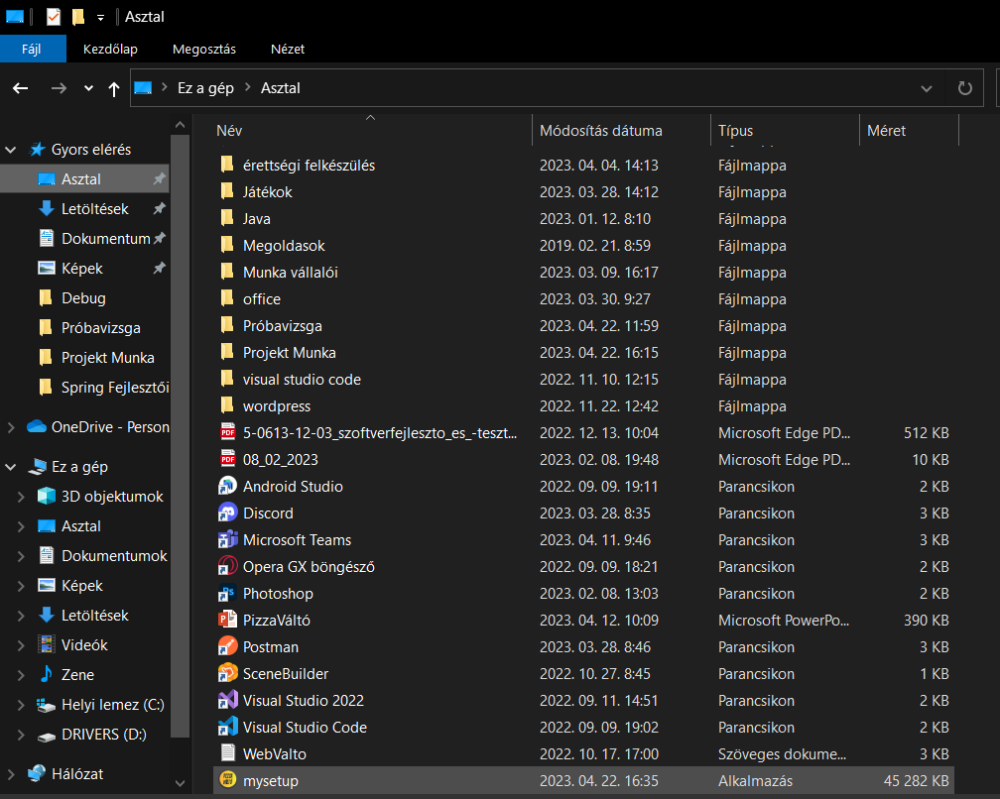 Asztal
Fájl Kezdőlap Megosztás Nézet
Ez a gép Asztal
Név Módosítás dátuma Típus Méret
Gyors elérés
Asztal
Letöltések
Dokumentum
Képek
Debug
Próbavizsga
Projekt Munka
Spring Fejlesztői
OneDrive - Person
Ez a gép
3D objektumok
Asztal
Dokumentumok
Képek
Letöltések
Videók
Zene
Helyi lemez (C:)
DRIVERS (D:)
Hálózat
érettségi felkészülés 2023. 04. 04. 14:13 Fájlmappa
Játékok 2023. 03. 28. 14:12 Fájlmappa
Java 2023. 01. 12. 8:10 Fájlmappa
Megoldasok 2019. 02. 21. 8:59 Fájlmappa
Munka vállalói 2023. 03. 09. 16:17 Fájlmappa
office 2023. 03. 30. 9:27 Fájlmappa
Próbavizsga 2023. 04. 22. 11:59 Fájlmappa
Projekt Munka 2023. 04. 22. 16:15 Fájlmappa
visual studio code 2022. 11. 10. 12:15 Fájlmappa
wordpress 2022. 11. 22. 12:42 Fájlmappa
5-0613-12-03_szoftverfejleszto_es_-teszt... 2022. 12. 13. 10:04 Microsoft Edge PD... 512 KB
08_02_2023 2023. 02. 08. 19:48 Microsoft Edge PD... 10 KB
Android Studio 2022. 09. 09. 19:11 Parancsikon 2 KB
Discord 2023. 03. 28. 8:35 Parancsikon 3 KB
Microsoft Teams 2023. 04. 11. 9:46 Parancsikon 3 KB
Opera GX böngésző 2022. 09. 09. 18:21 Parancsikon 2 KB
Photoshop 2023. 02. 08. 13:03 Parancsikon 2 KB
PizzaVáltó 2023. 04. 12. 10:09 Microsoft PowerPo... 390 KB
Postman 2023. 03. 28. 8:46 Parancsikon 3 KB
SceneBuilder 2022. 10. 27. 8:45 Parancsikon 1 KB
Visual Studio 2022 2022. 09. 11. 14:51 Parancsikon 2 KB
Visual Studio Code 2022. 09. 09. 19:02 Parancsikon 2 KB
WebValto 2022. 10. 17. 17:00 Szöveges dokume... 3 KB
mysetup 2023. 04. 22. 16:35 Alkalmazás 45 282 KB